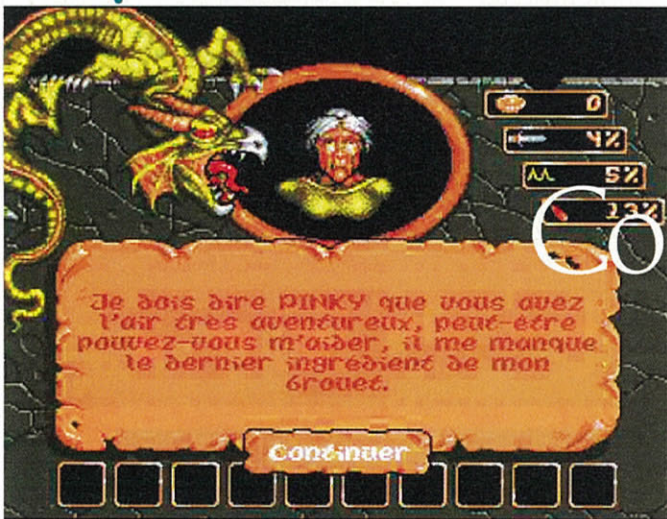 0
4%
5%
13%
Co
Je dois dire PINKY que vous avez
l'air très aventureux, peut-être
pouvez-vous m'aider, il me manque
le dernier ingrédient de mon
brouet.
Continuer